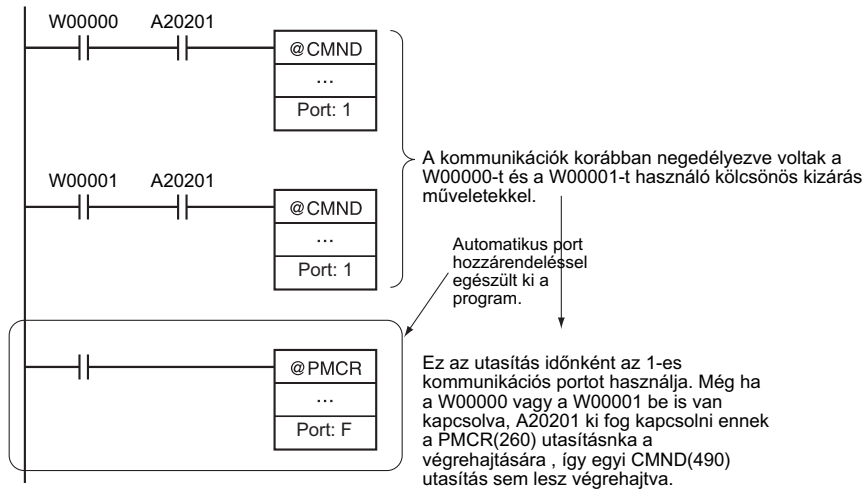 W00000 A20201
@CMND
...
Port: 1
W00001 A20201
@CMND
...
Port: 1
A kommunikációk korábban negedélyezve voltak a
W00000-t és a W00001-t használó kölcsönös kizárás
műveletekkel.
Automatikus port
hozzárendeléssel
egészült ki a
program.
@PMCR
...
Port: F
Ez az utasítás időnként az 1-es
kommunikációs portot használja. Még ha
a W00000 vagy a W00001 be is van
kapcsolva, A20201 ki fog kapcsolni ennek
a PMCR(260) utasításnka a
végrehajtására , így egyi CMND(490)
utasítás sem lesz végrehajtva.